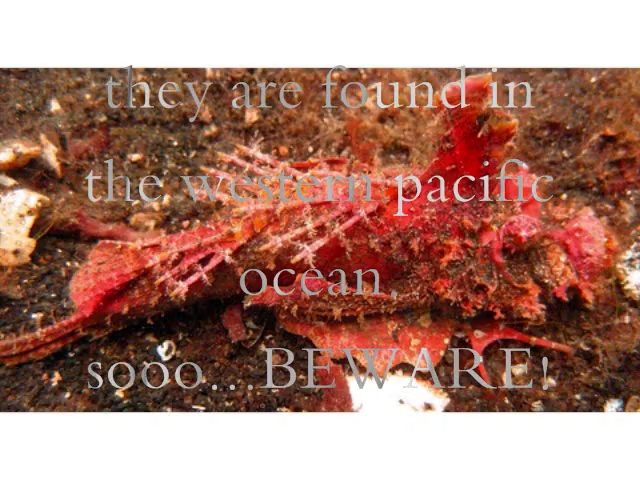 they are found in
the western pacific
ocean.
sooo...BEWARE!